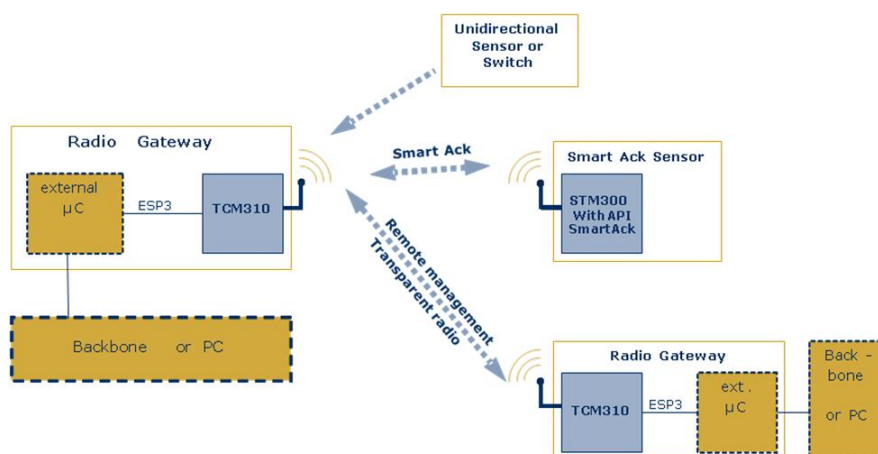 Unidirectional
Sensor or
Switch
Radio Gateway
external
µC
ESP3
TCM310
Backbone or PC
Smart Ack
Smart Ack Sensor
STM300
With API
SmartAck
Remote management
Transparent radio
Radio Gateway
TCM310
ESP3
ext.
µC
Back -
bone
or PC